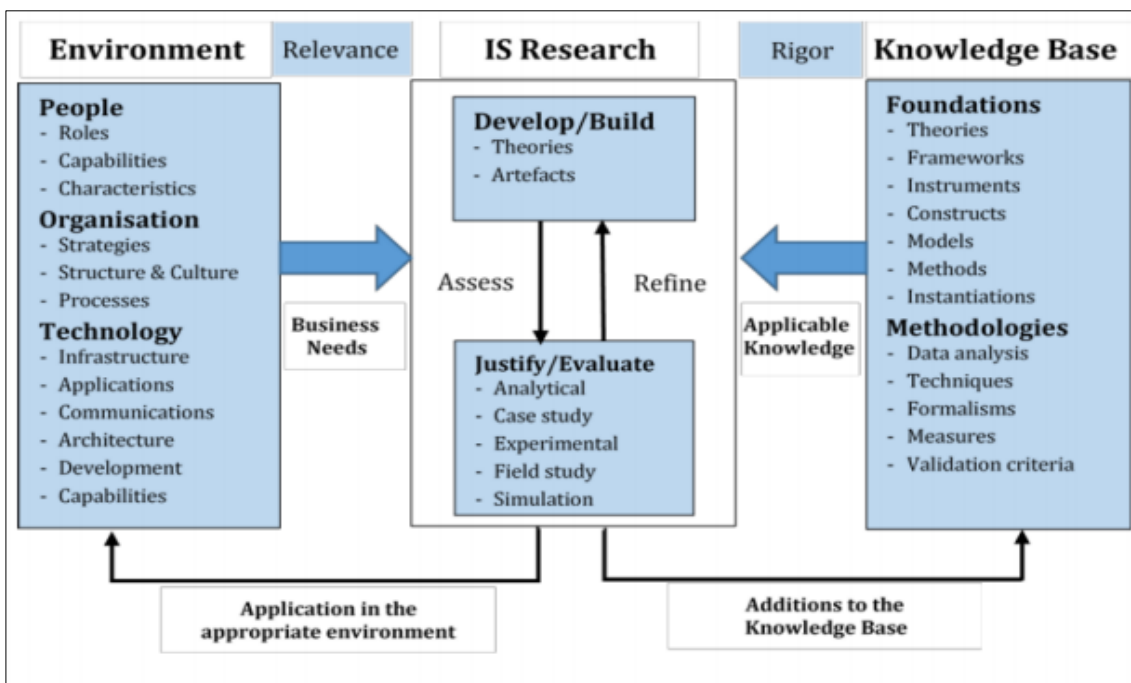 Environment
Relevance
IS Research
Rigor
Knowledge Base
People
- Roles
- Capabilities
- Characteristics
Organisation
- Strategies
- Structure & Culture
- Processes
Technology
- Infrastructure
- Applications
- Communications
- Architecture
- Development
- Capabilities
Business
Needs
Develop/Build
- Theories
- Artefacts
Assess
Refine
Justify/Evaluate
- Analytical
- Case study
- Experimental
- Field study
- Simulation
Applicable
Knowledge
Foundations
- Theories
- Frameworks
- Instruments
- Constructs
- Models
- Methods
- Instantiations
Methodologies
- Data analysis
- Techniques
- Formalisms
- Measures
- Validation criteria
Application in the
appropriate environment
Additions to the
Knowledge Base